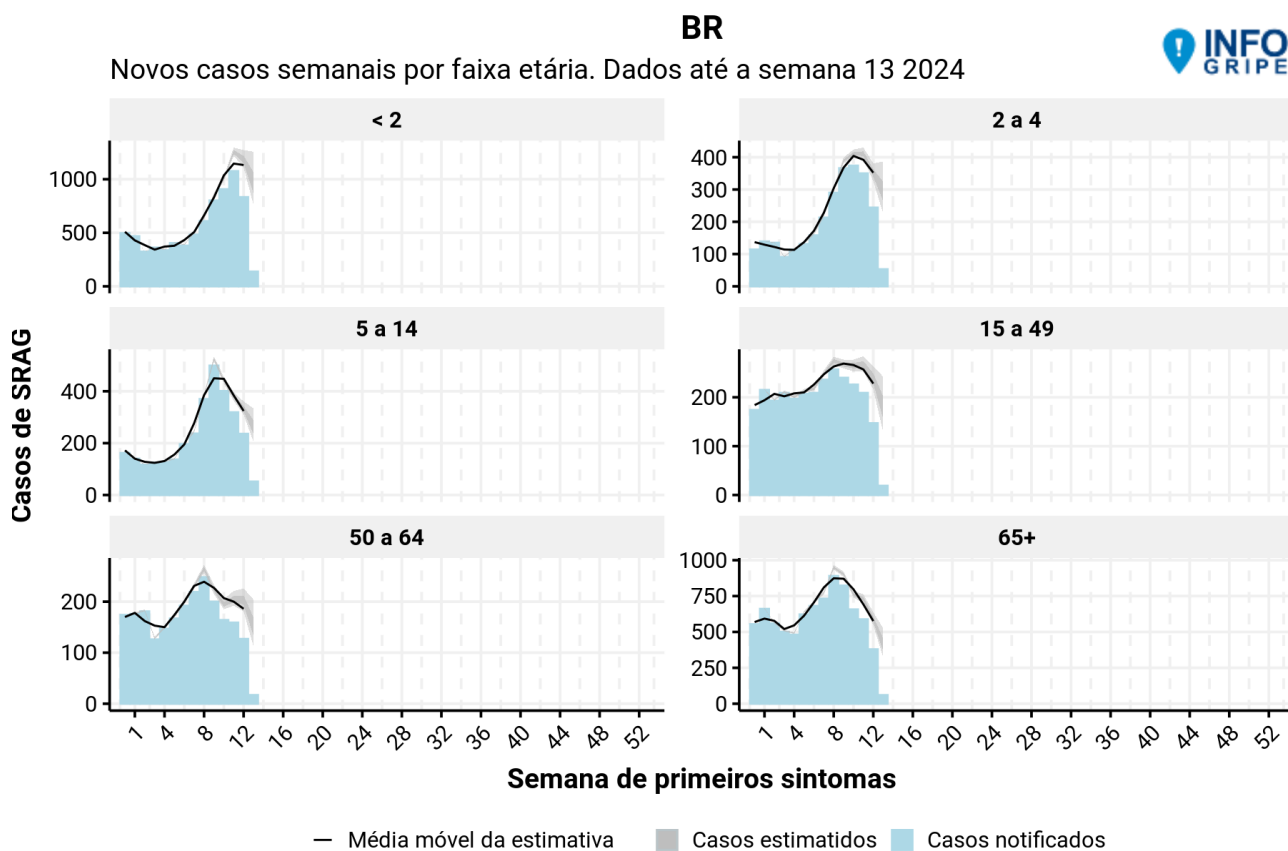 BR
INFO
GRIPE
Novos casos semanais por faixa etária. Dados até a semana 13 2024
< 2
2 a 4
1000
500
0
400
300
200
100
0
5 a 14
15 a 49
400
200
0
200
100
0
50 a 64
65+
200
100
0
1000
750
500
250
0
Casos de SRAG
1 4 8 12 16 20 24 28 32 36 40 44 48 52
1 4 8 12 16 20 24 28 32 36 40 44 48 52
Semana de primeiros sintomas
Média móvel da estimativa Casos estimatidos Casos notificados